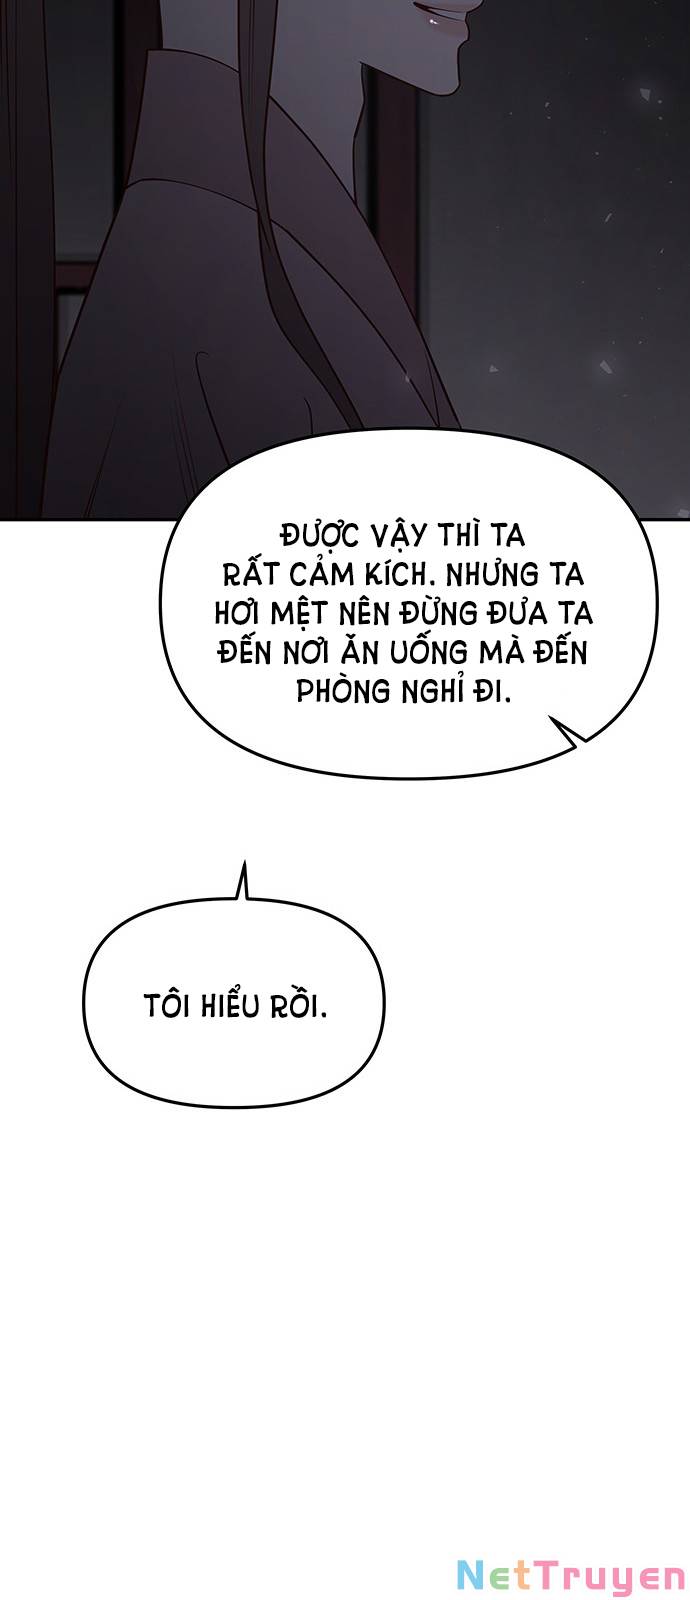 ĐƯỢC VẬY THÌ TA
RẤT CẢM KÍCH. NHƯNG TA
HƠI MỆT NÊN ĐỪNG ĐƯA TA
ĐẾN NƠI ĂN UỐNG MÀ ĐẾN
PHÒNG NGHỈ ĐI.
TÔI HIỂU RỒI.
NetTruyen